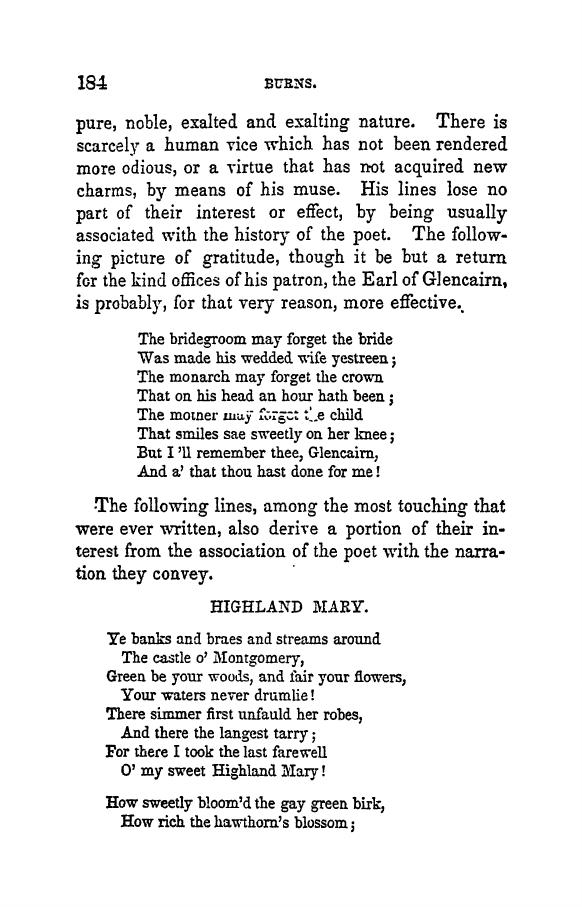 184 BURNS.
pure, noble, exalted and exalting nature. There is
scarcely a human vice which has not been rendered
more odious, or a virtue that has not acquired new
charms, by means of his muse. His lines lose no
part of their interest or effect, by being usually
associated with the history of the poet. The follow-
ing picture of gratitude, though it be but a return
for the kind offices of his patron, the Earl of Glencairn,
is probably, for that very reason, more effective.
The bridegroom may forget the bride
Was made his wedded wife yestreen;
The monarch may forget the crown
That on his head an hour hath been;
The mother may forget the child
That smiles sae sweetly on her knee;
But I 'll remember thee, Glencairn,
And a' that thou hast done for me!
The following lines, among the most touching that
were ever written, also derive a portion of their in-
terest from the association of the poet with the narra-
tion they convey.
HIGHLAND MARY.
Ye banks and braes and streams around
The castle o' Montgomery,
Green be your woods, and fair your flowers,
Your waters never drumlie!
There simmer first unfauld her robes,
And there the langest tarry;
For there I took the last farewell
O' my sweet Highland Mary!
How sweetly bloom'd the gay green birk,
How rich the hawthorn's blossom;